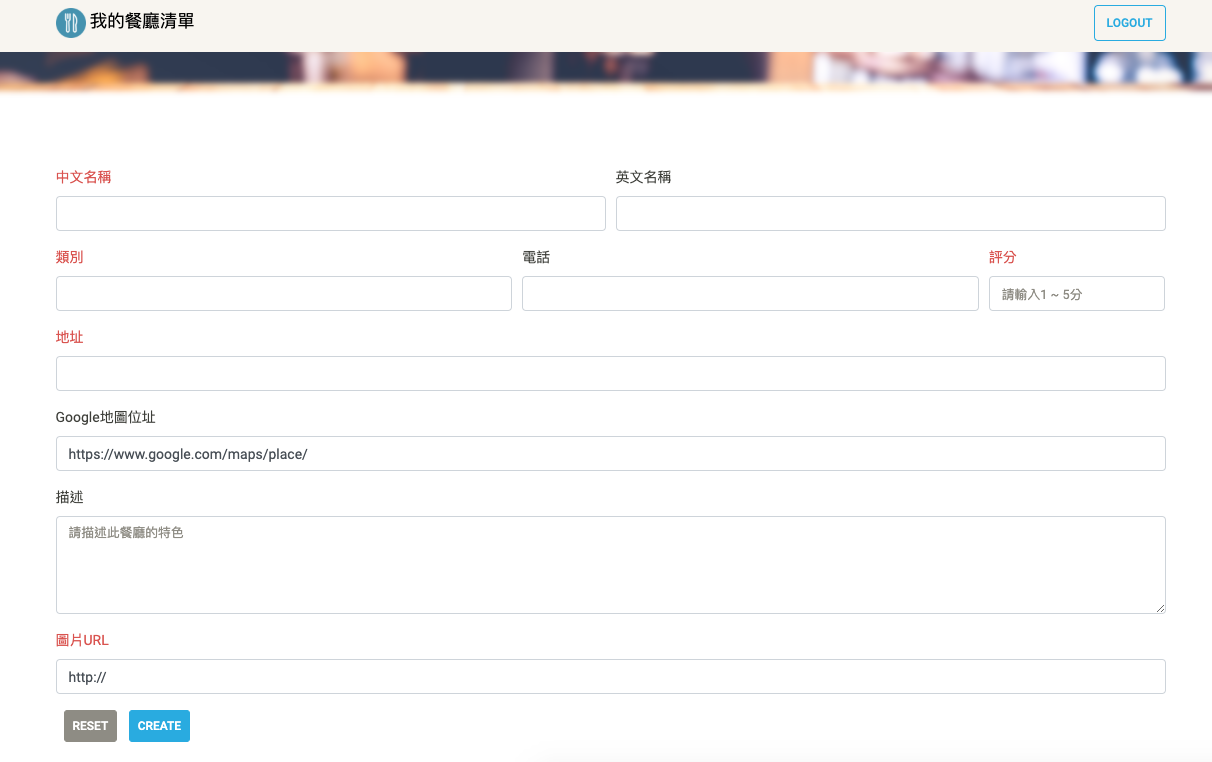 我的餐廳清單
LOGOUT
中文名稱
英文名稱
類別
電話
評分
請輸入1 ~ 5分
地址
Google地圖位址
https://www.google.com/maps/place/
描述
請描述此餐廳的特色
圖片URL
http://
RESET
CREATE